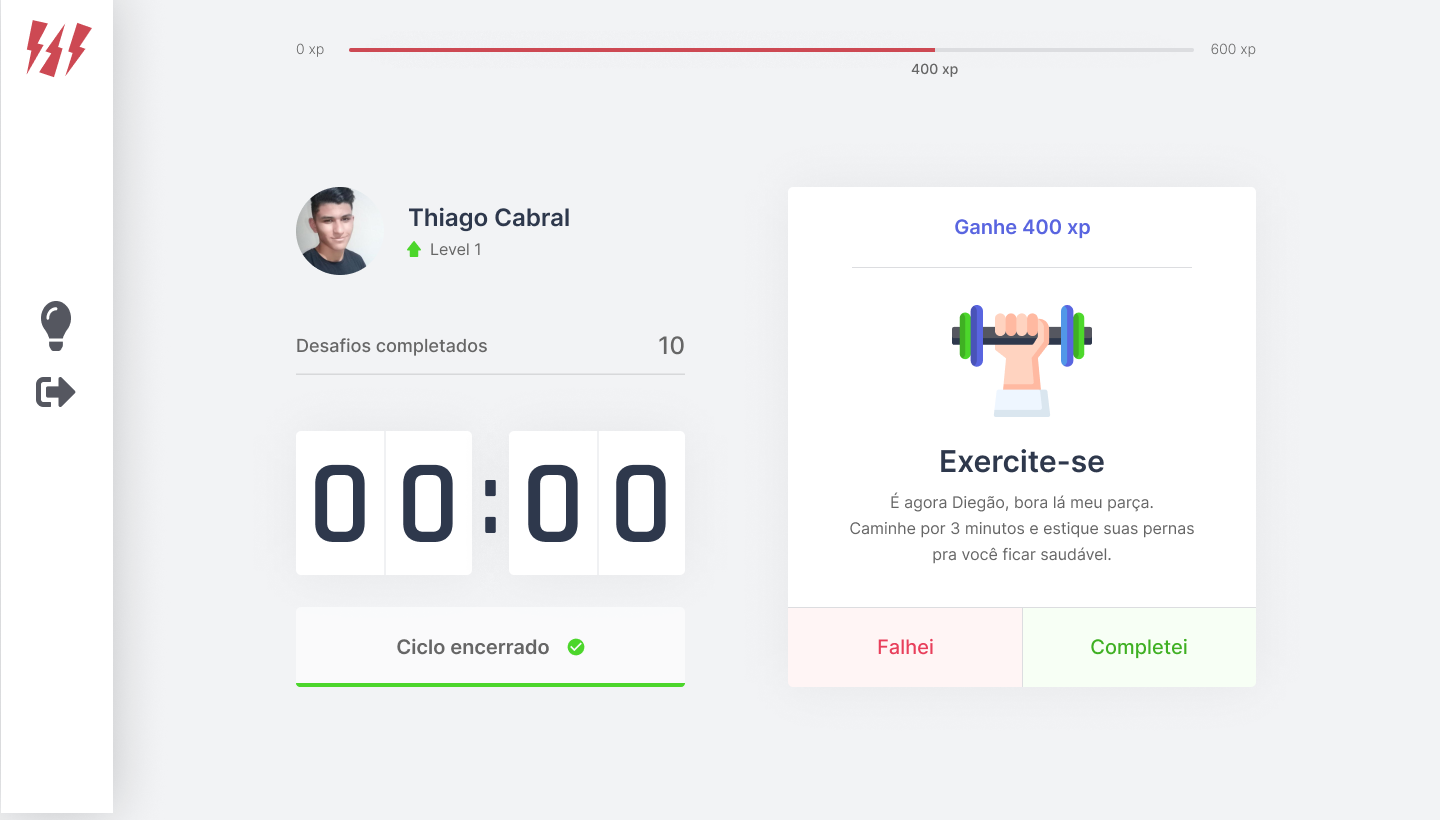 0 xp
600 xp
400 xp
Thiago Cabral
Level 1
Desafios completados 10
00:00
Ciclo encerrado
Ganhe 400 xp
Exercite-se
É agora Diegão, bora lá meu parça.
Caminhe por 3 minutos e estique suas pernas
pra você ficar saudável.
Falhei
Completei